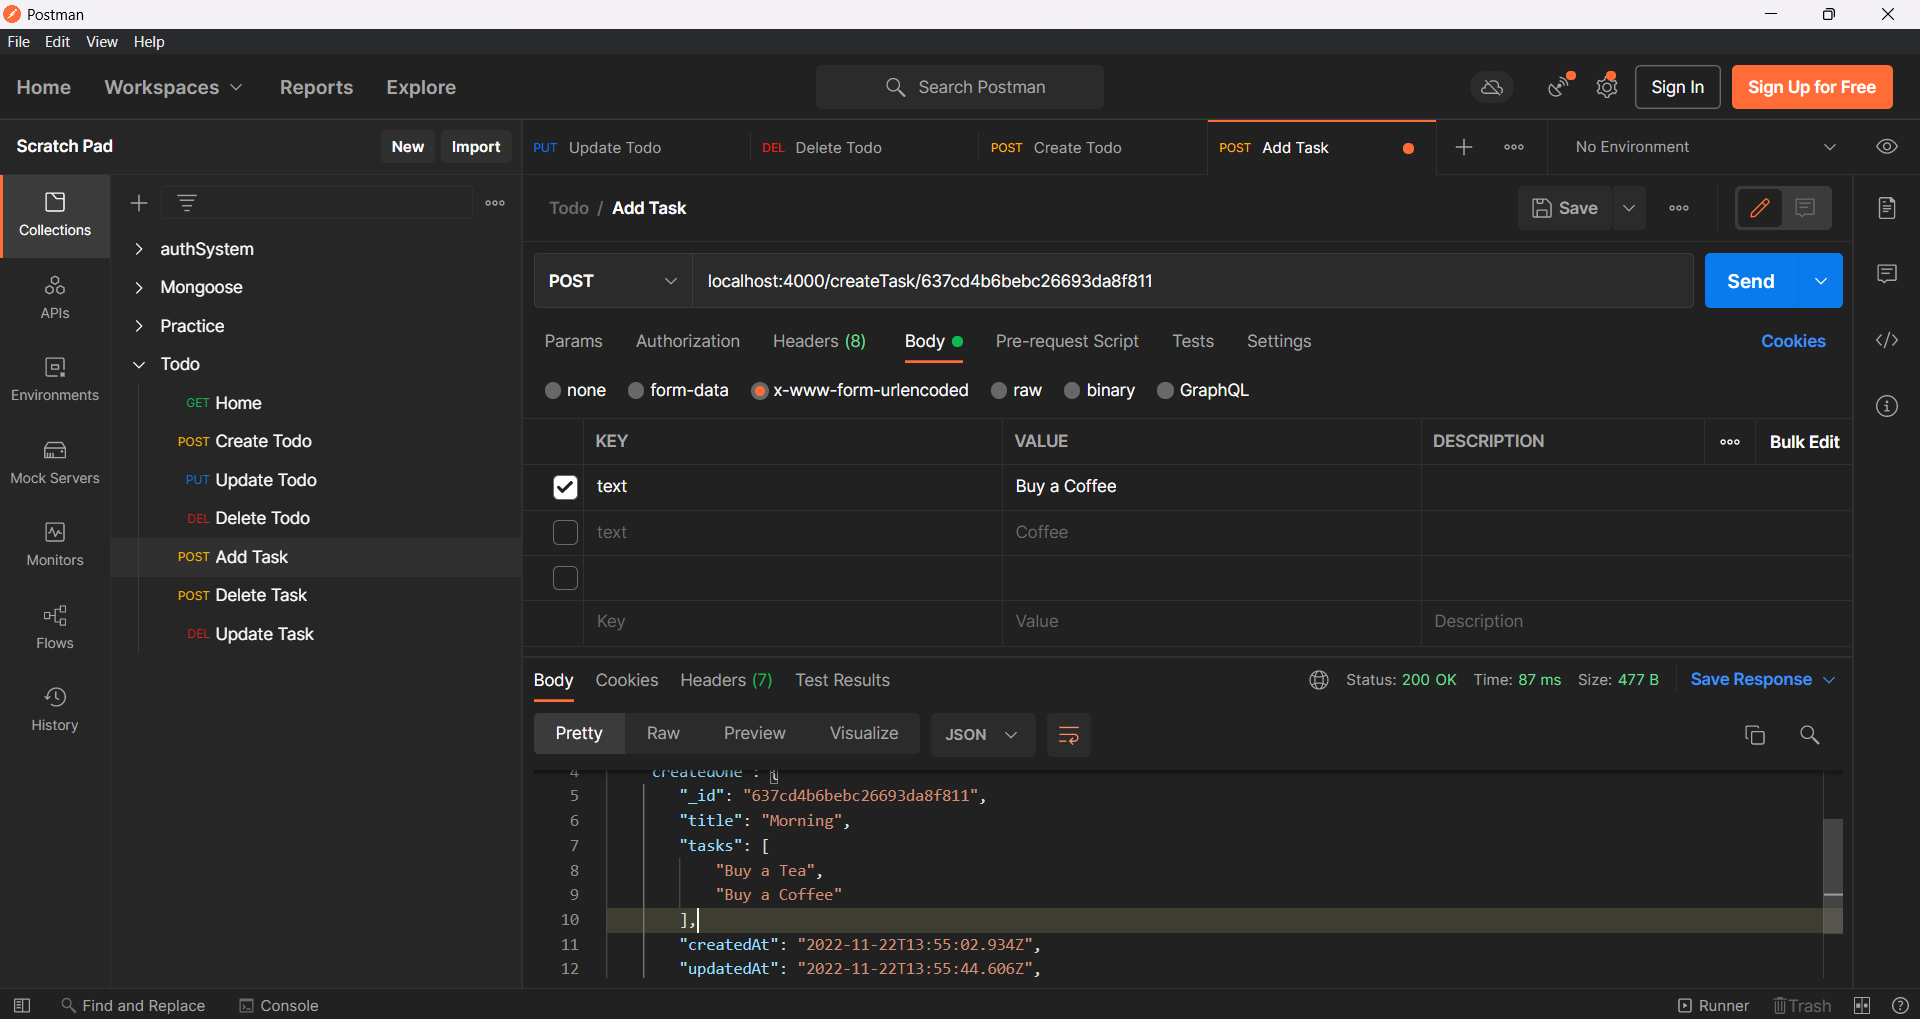 Postman
File Edit View Help
Home Workspaces Reports Explore Search Postman Sign In Sign Up for Free
Scratch Pad New Import PUT Update Todo DEL Delete Todo POST Create Todo POST Add Task No Environment
Collections
APIs
Environments
Mock Servers
Monitors
Flows
History
authSystem
Mongoose
Practice
Todo
GET Home
POST Create Todo
PUT Update Todo
DEL Delete Todo
POST Add Task
POST Delete Task
DEL Update Task
Todo / Add Task Save
POST localhost:4000/createTask/637cd4b6bebc26693da8f811 Send
Params Authorization Headers (8) Body Pre-request Script Tests Settings Cookies
none form-data x-www-form-urlencoded raw binary GraphQL
KEY VALUE DESCRIPTION Bulk Edit
text Buy a Coffee
text Coffee
Key Value Description
Body Cookies Headers (7) Test Results Status: 200 OK Time: 87 ms Size: 477 B Save Response
Pretty Raw Preview Visualize JSON
4 "createdOne": {
5 "_id": "637cd4b6bebc26693da8f811",
6 "title": "Morning",
7 "tasks": [
8 "Buy a Tea",
9 "Buy a Coffee"
10 ],
11 "createdAt": "2022-11-22T13:55:02.934Z",
12 "updatedAt": "2022-11-22T13:55:44.606Z",
Find and Replace Console Runner Trash